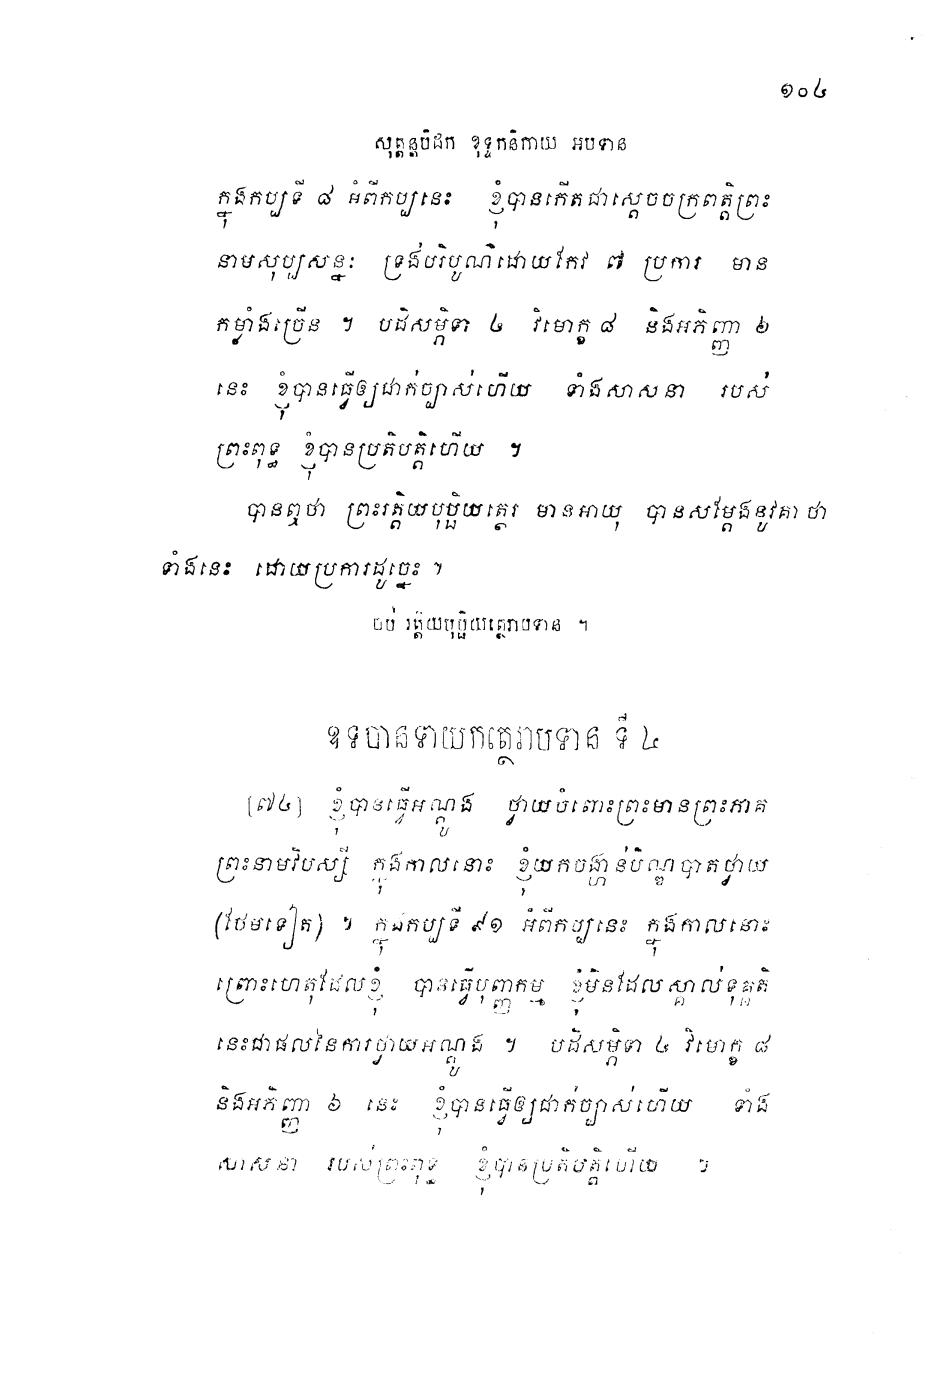 ១០៤
សុត្តន្តបិដក ខុទ្ទកនិកាយ អបទាន
ក្នុងកប្បទី ៨ អំពីកប្បនេះ ខ្ញុំបានកើតជាស្តេចចក្រពត្តិព្រះ
នាមសុប្បសន្នៈ ទ្រង់បរិបូណ៌ដោយកែវ ៧ ប្រការ មាន
កម្លាំងច្រើន ។ បដិសម្ភិទា ៤ វិមោក្ខ ៨ និងអភិញ្ញា ៦
នេះ ខ្ញុំបានធ្វើឲ្យជាក់ច្បាស់ហើយ ទាំងសាសនា របស់
ព្រះពុទ្ធ ខ្ញុំបានប្រតិបត្តិហើយ ។
បានឮថា ព្រះរត្តិយបុប្ផិយត្ថេរ មានអាយុ បានសម្តែងនូវគាថា
ទាំងនេះ ដោយប្រការដូច្នេះ ។
ចប់ រត្តិយបុប្ផិយត្ថេរាបទាន ។
ឧទបានទាយកត្ថេរាបទាន ទី ៤
[៧៤] ខ្ញុំបានធ្វើអណ្តូង ថ្វាយចំពោះព្រះមានព្រះភាគ
ព្រះនាមវិបស្សី ក្នុងកាលនោះ ខ្ញុំយកចង្ហាន់បិណ្ឌបាតថ្វាយ
(ថែមទៀត) ។ ក្នុងកប្បទី ៩១ អំពីកប្បនេះ ក្នុងកាលនោះ
ព្រោះហេតុដែលខ្ញុំ បានធ្វើបុញ្ញកម្ម ខ្ញុំមិនដែលស្គាល់ទុគ្គតិ
នេះជាផលនៃការថ្វាយអណ្តូង ។ បដិសម្ភិទា ៤ វិមោក្ខ ៨
និងអភិញ្ញា ៦ នេះ ខ្ញុំបានធ្វើឲ្យជាក់ច្បាស់ហើយ ទាំង
សាសនា របស់ព្រះពុទ្ធ ខ្ញុំបានប្រតិបត្តិហើយ ។